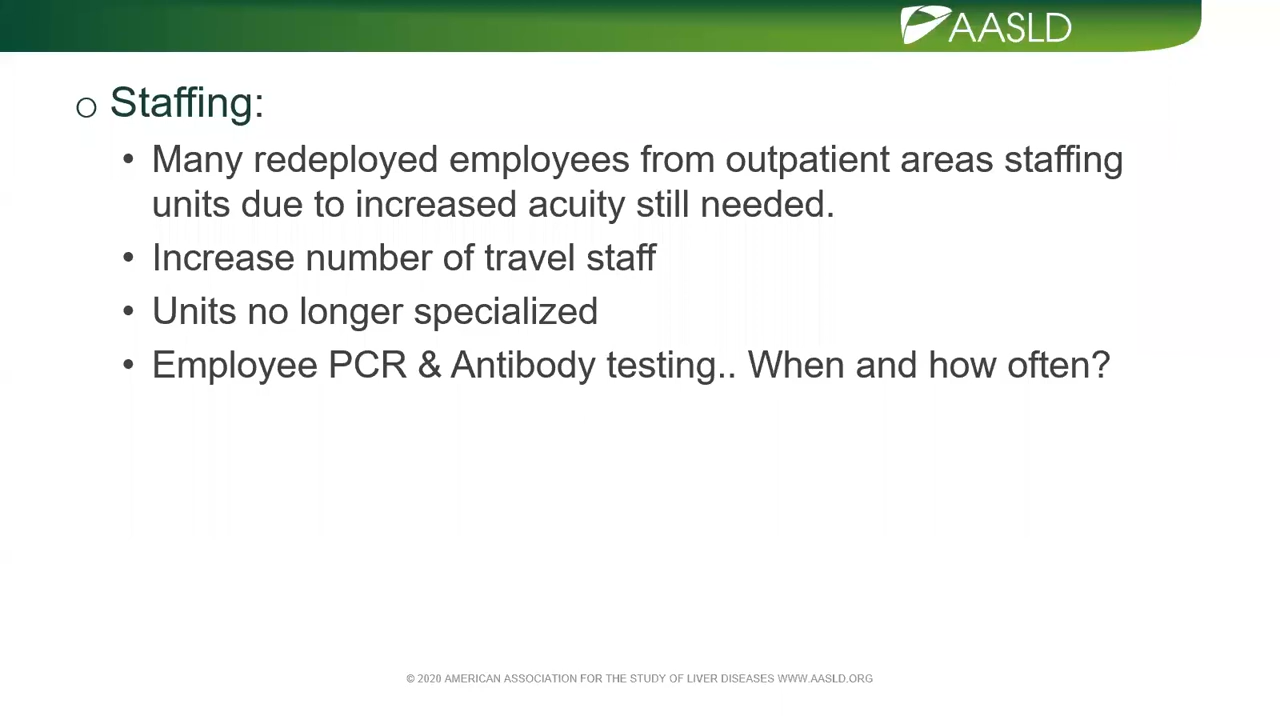 AASLD
o Staffing:
• Many redeployed employees from outpatient areas staffing
units due to increased acuity still needed.
• Increase number of travel staff
• Units no longer specialized
• Employee PCR & Antibody testing.. When and how often?
© 2020 AMERICAN ASSOCIATION FOR THE STUDY OF LIVER DISEASES WWW.AASLD.ORG